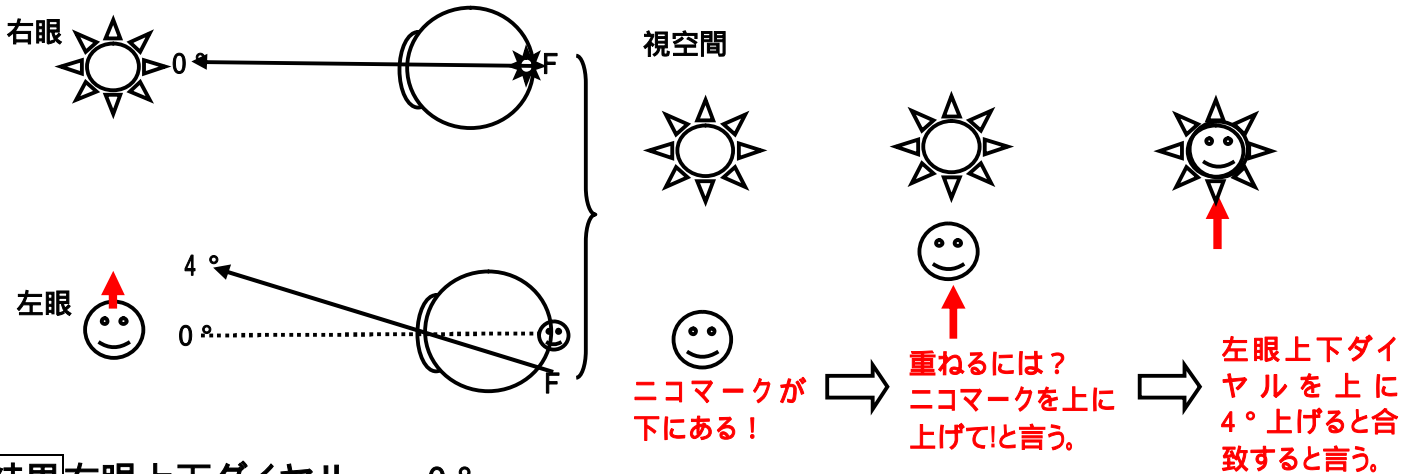 右眼
0°
F
視空間
4°
左眼
0°
F
ニコマークが
下にある！
重ねるには？
ニコマークを上に
上げて!と言う。
左眼上下ダイ
ヤルを上に
4°上げると合
致すると言う。